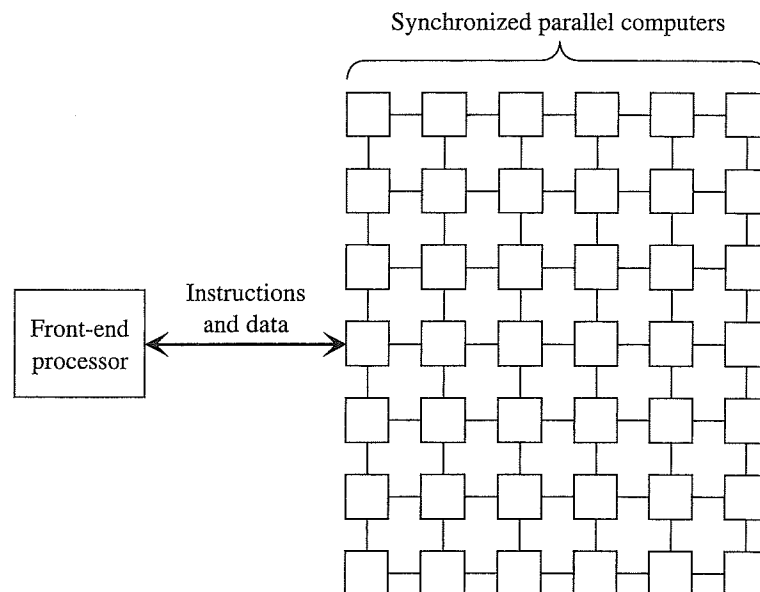 Synchronized parallel computers
Instructions
and data
Front-end
processor